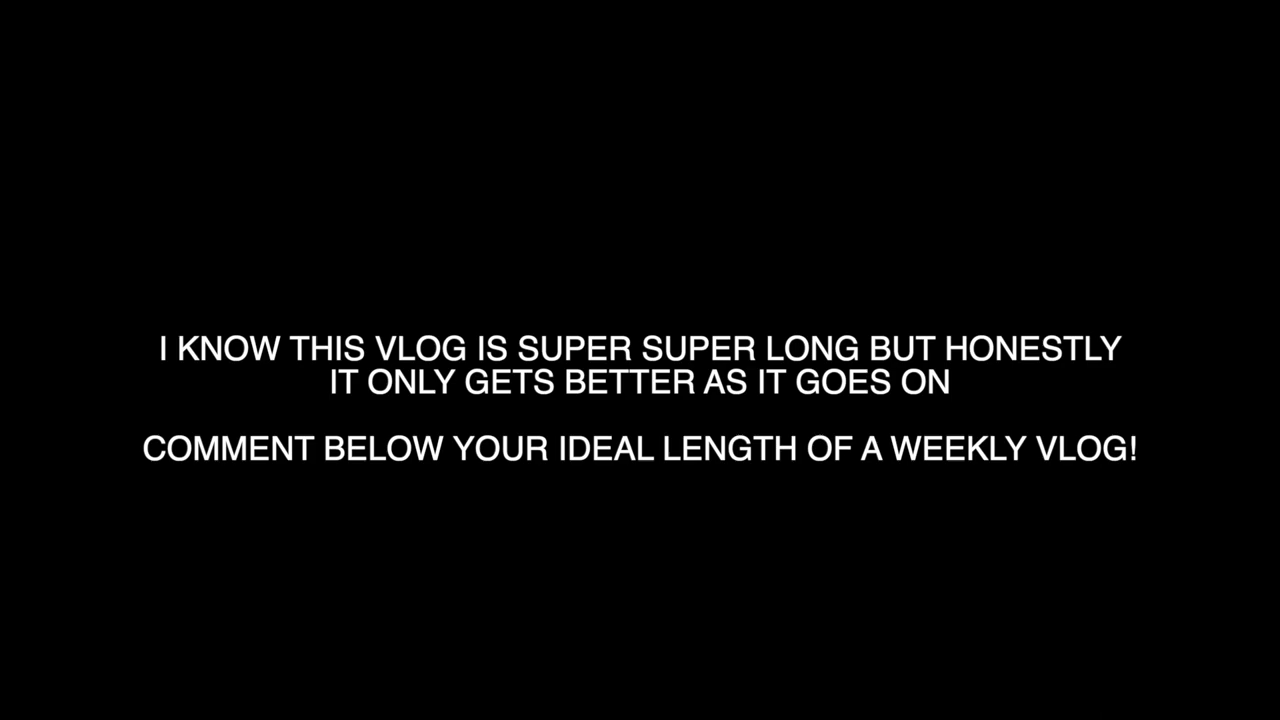 I KNOW THIS VLOG IS SUPER SUPER LONG BUT HONESTLY
IT ONLY GETS BETTER AS IT GOES ON
COMMENT BELOW YOUR IDEAL LENGTH OF A WEEKLY VLOG!